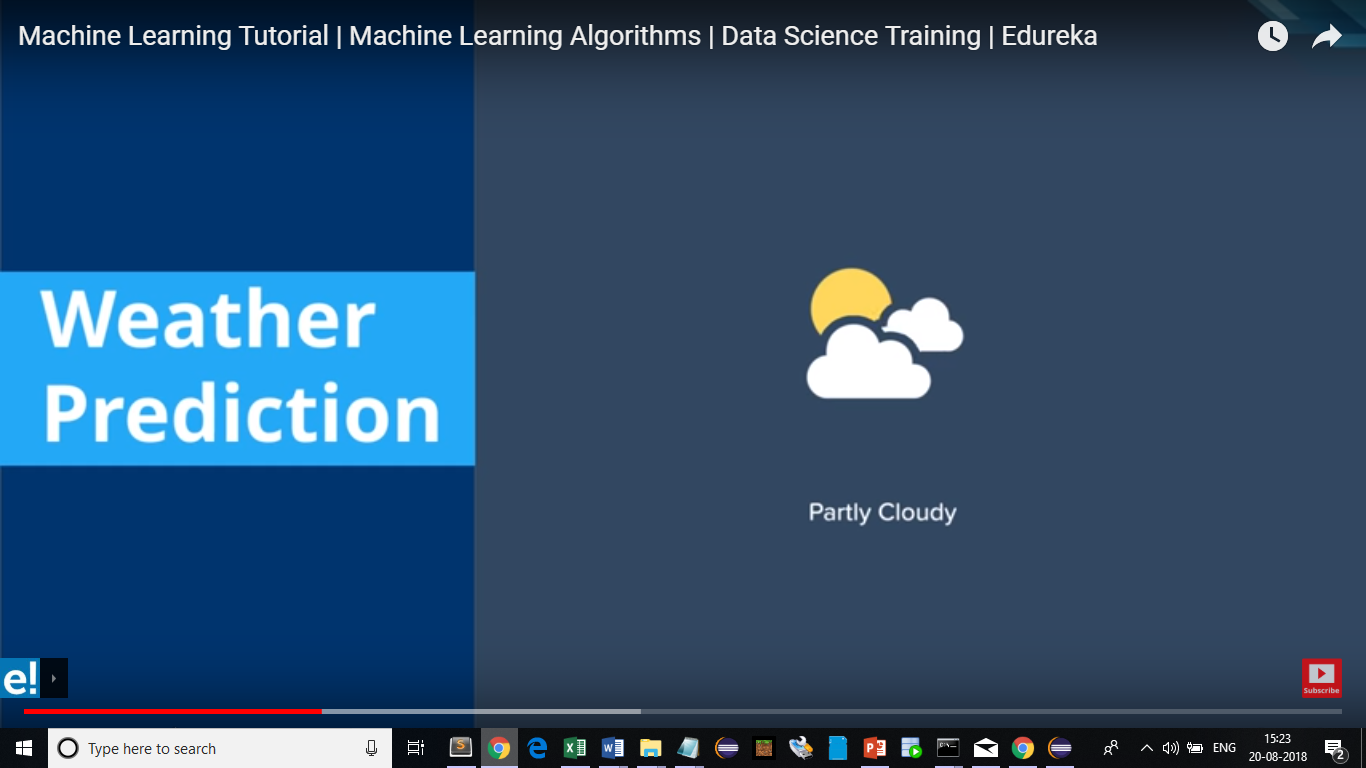 Machine Learning Tutorial | Machine Learning Algorithms | Data Science Training | Edureka
Weather
Prediction
Partly Cloudy
e!
Subscribe
Type here to search
S
e
X
W
P
C:\
ENG
15:23
20-08-2018
2